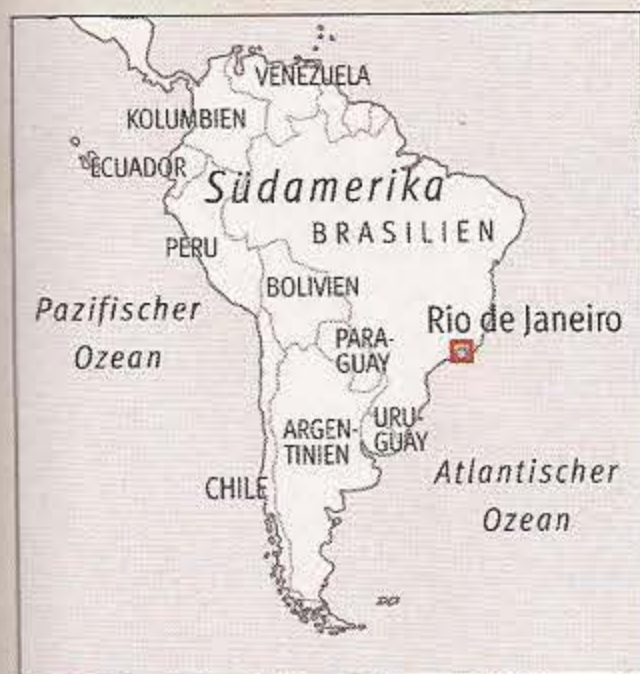 VENEZUELA
KOLUMBIEN
ECUADOR
Südamerika
BRASILIEN
PERU
BOLIVIEN
Pazifischer
Ozean
Rio de Janeiro
PARA-
GUAY
URU-
GUAY
ARGEN-
TINIEN
CHILE
Atlantischer
Ozean